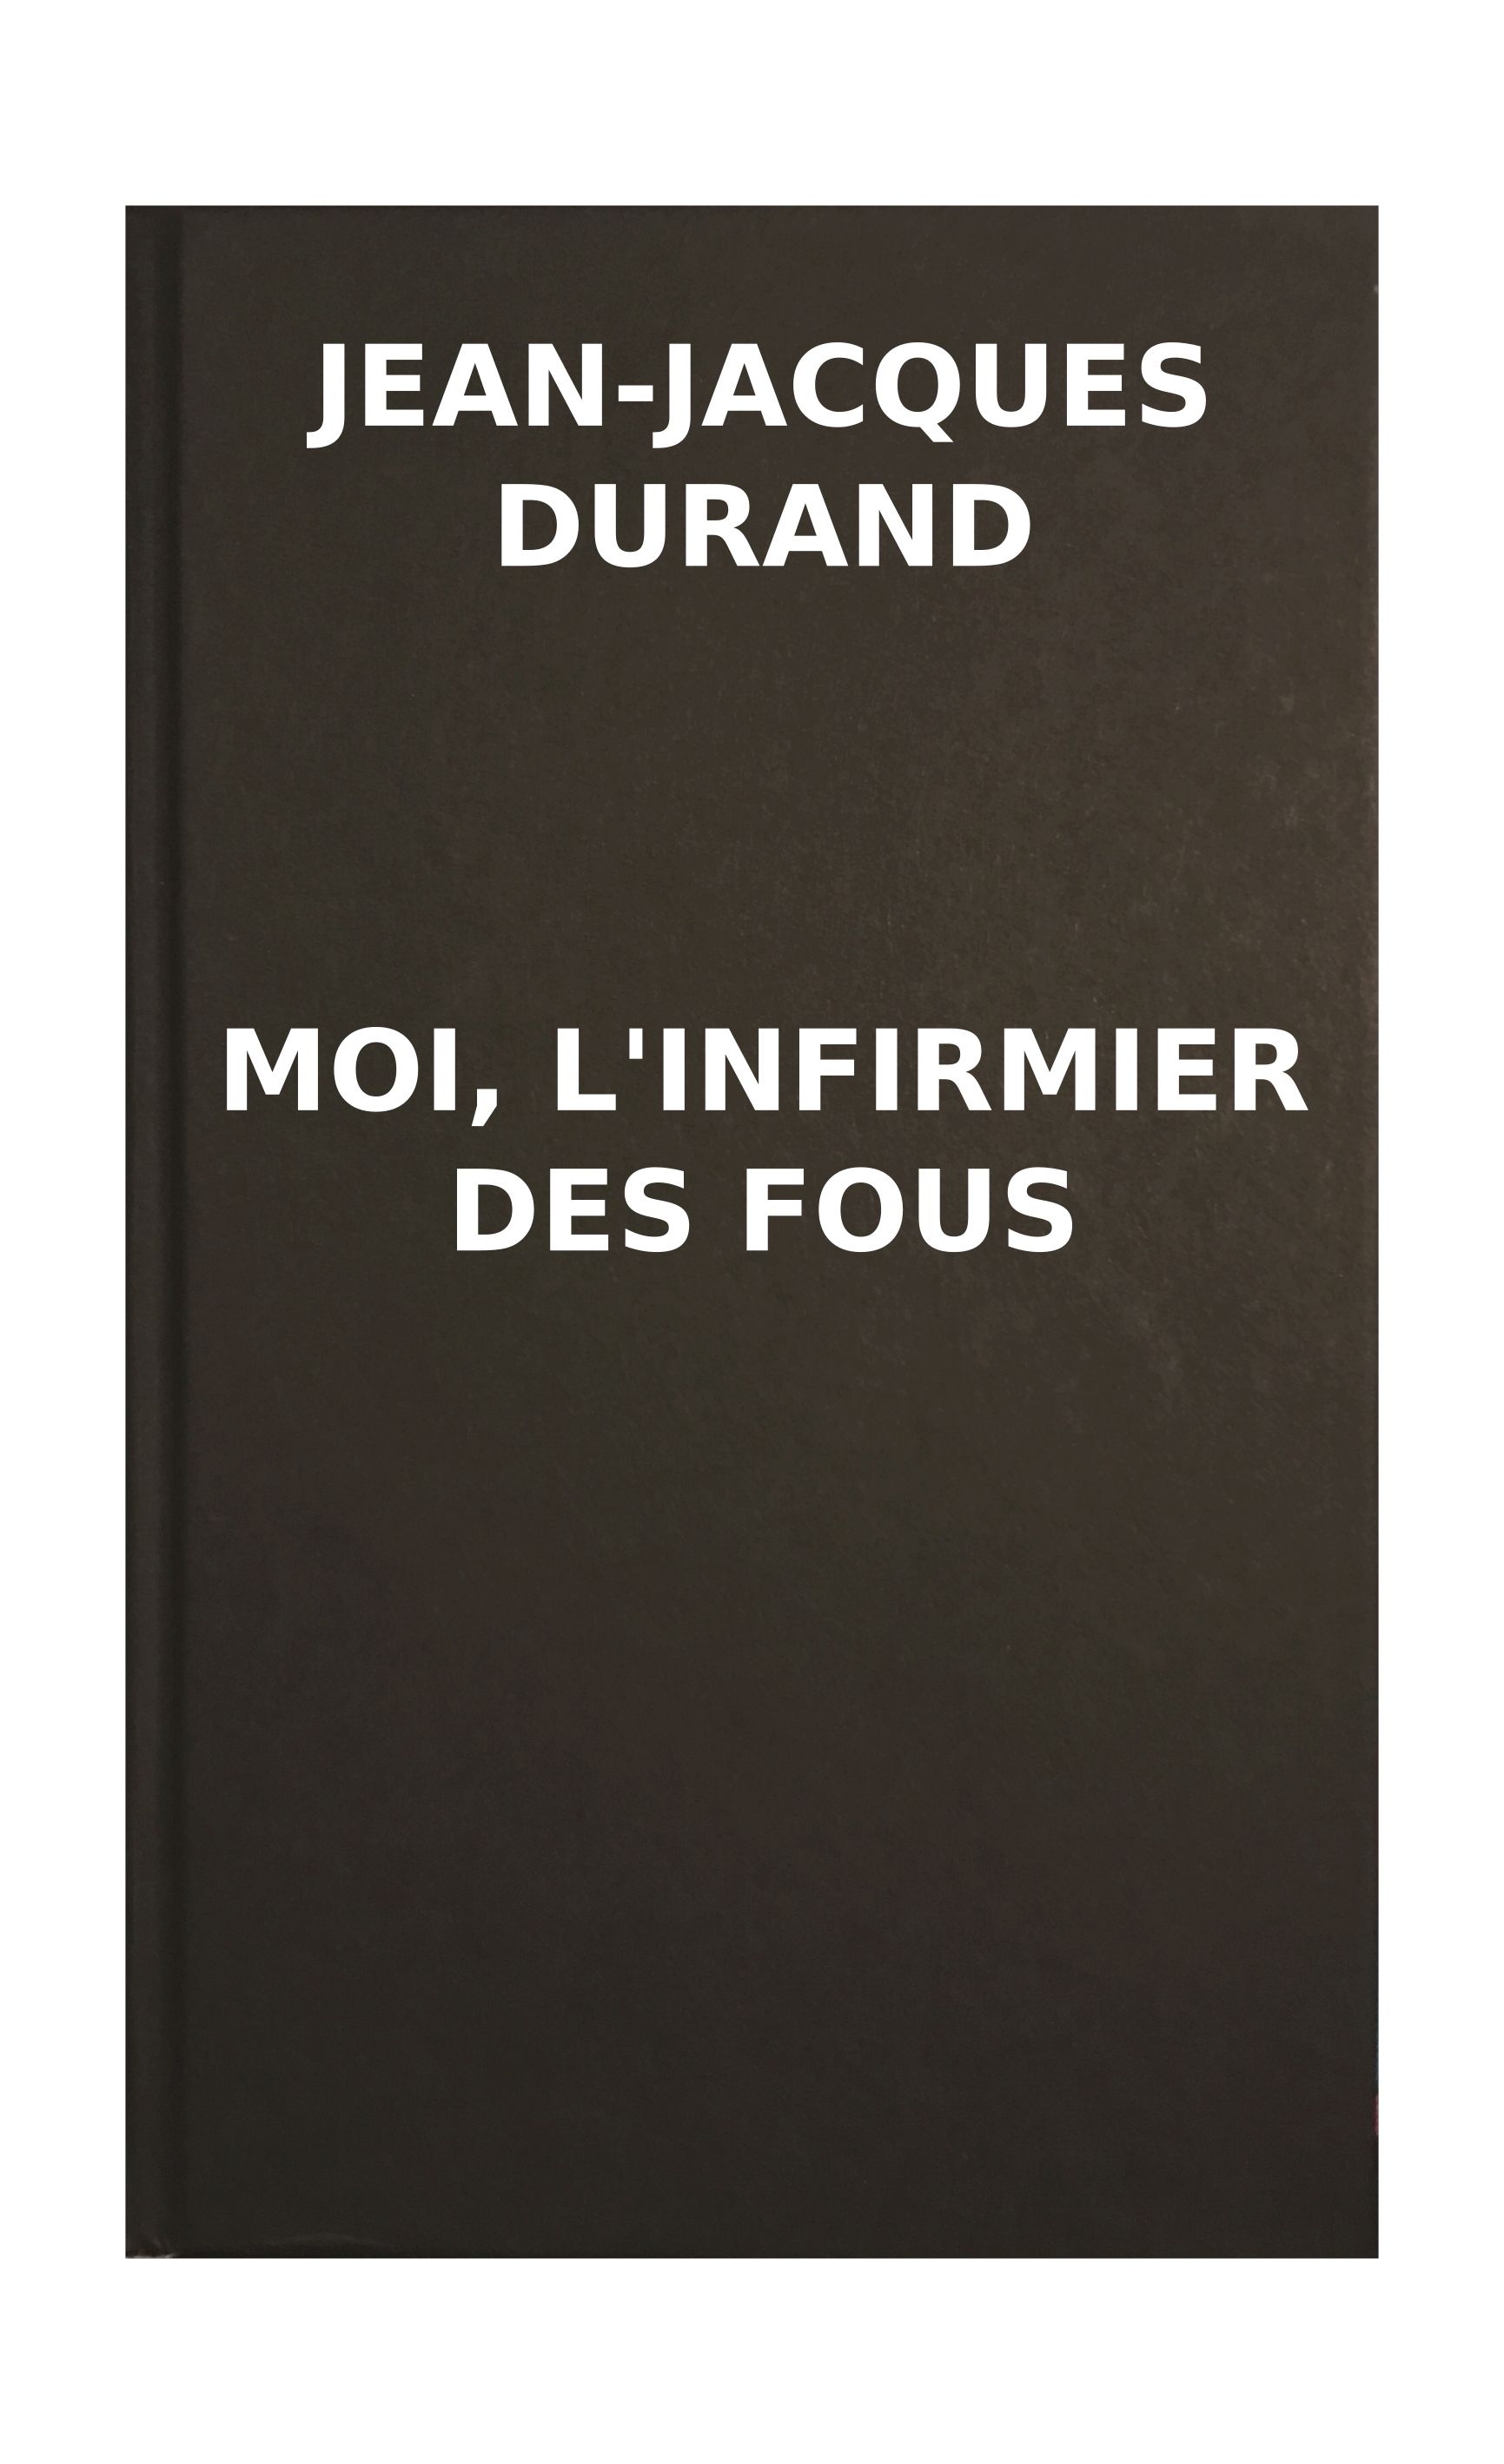 JEAN-JACQUES
DURAND
MOI, L'INFIRMIER
DES FOUS